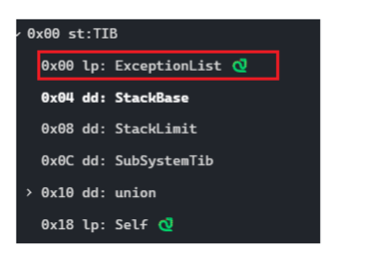 0x00 st:TIB
0x00 lp: ExceptionList
0x04 dd: StackBase
0x08 dd: StackLimit
0x0C dd: SubSystemTib
> 0x10 dd: union
0x18 lp: Self